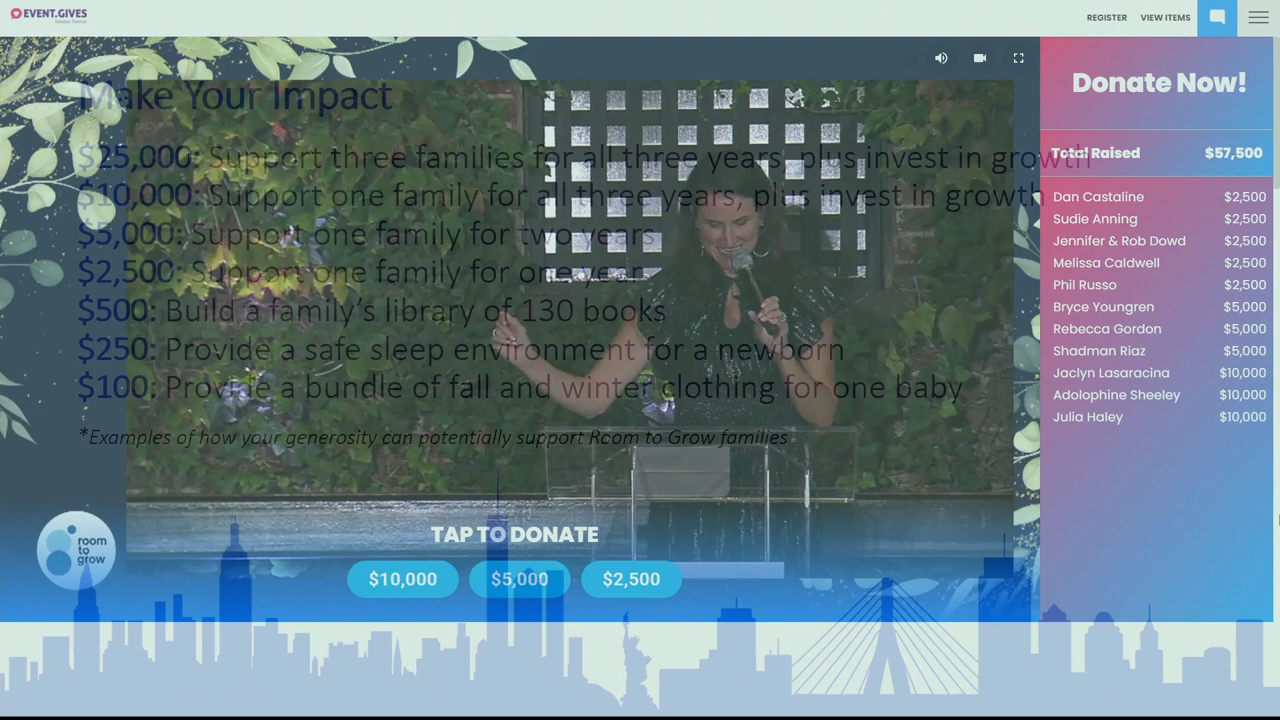 EVENT.GIVES
REGISTER
VIEW ITEMS
Make Your Impact
$25,000: Support three families for all three years, plus invest in growth
$10,000: Support one family for all three years, plus invest in growth
$5,000: Support one family for two years
$2,500: Support one family for one year
$500: Build a family's library of 130 books
$250: Provide a safe sleep environment for a newborn
$100: Provide a bundle of fall and winter clothing for one baby
*Examples of how your generosity can potentially support Room to Grow families
room
to
grow
TAP TO DONATE
$10,000
$5,000
$2,500
Donate Now!
Total Raised $57,500
Dan Castaline $2,500
Sudie Anning $2,500
Jennifer & Rob Dowd $2,500
Melissa Caldwell $2,500
Phil Russo $2,500
Bryce Youngren $5,000
Rebecca Gordon $5,000
Shadman Riaz $5,000
Jaclyn Lasaracina $10,000
Adolophine Sheeley $10,000
Julia Haley $10,000